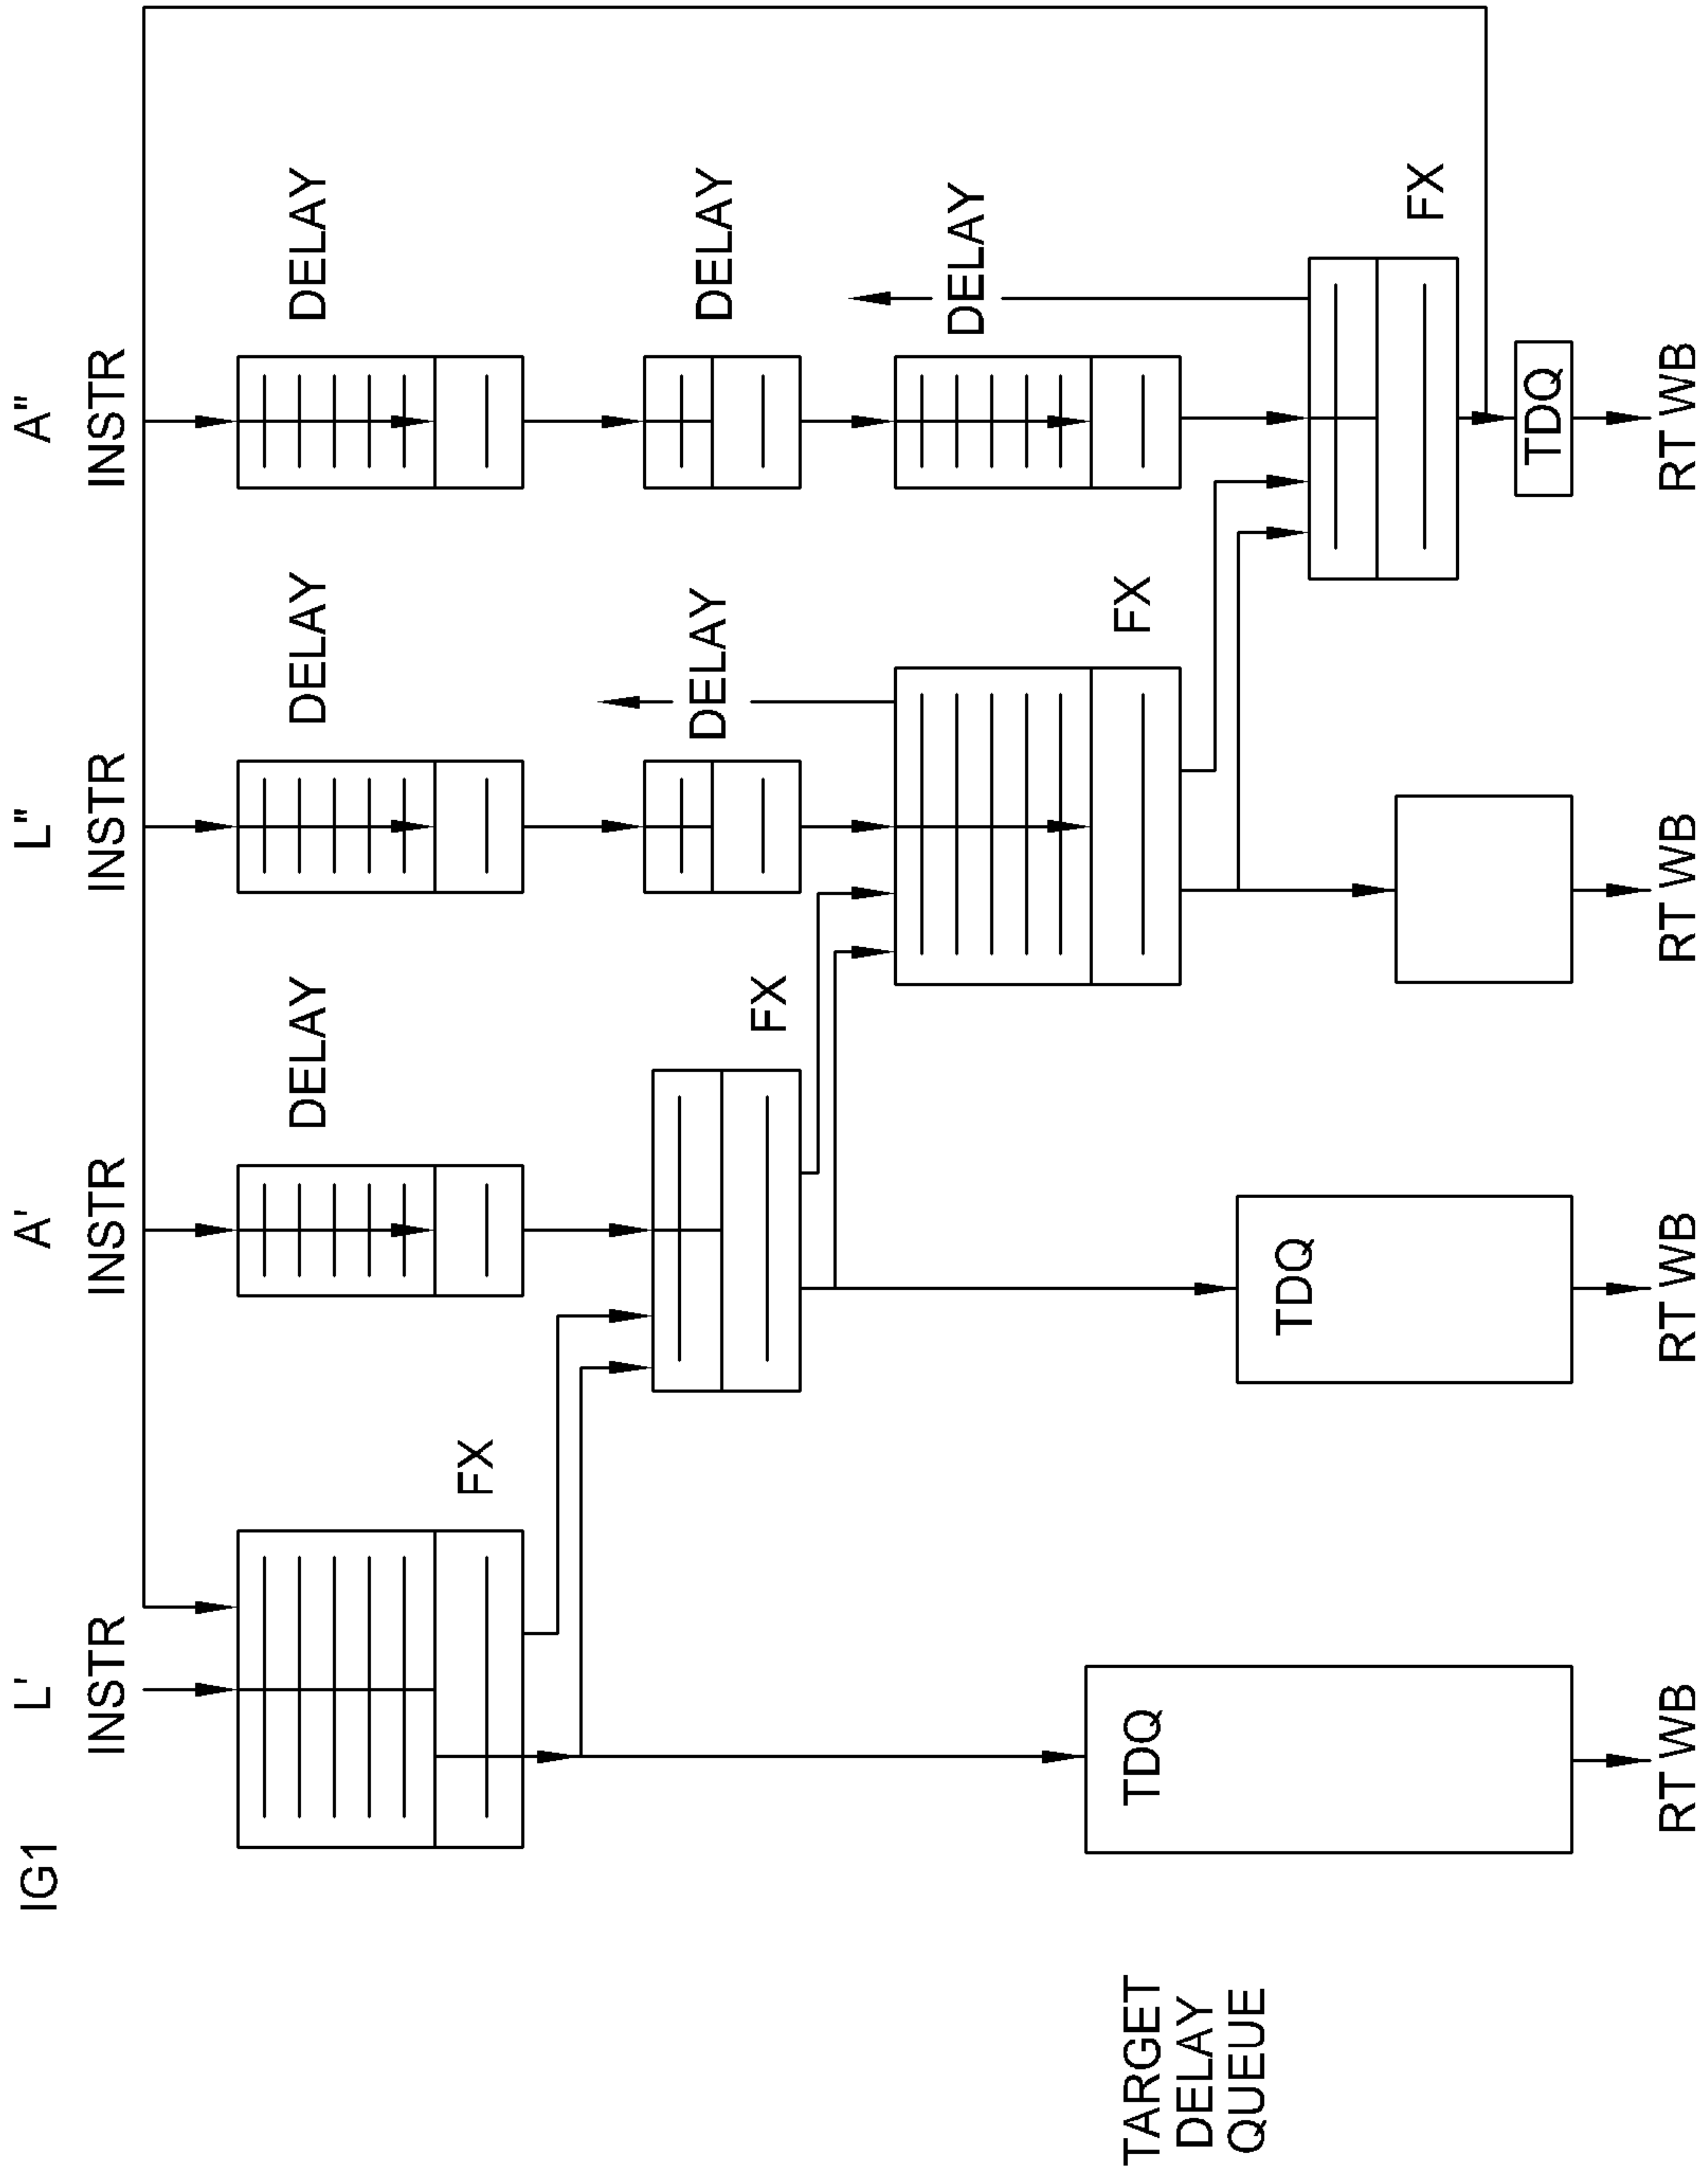 IG1 L' A' L" A"
INSTR INSTR INSTR INSTR
DELAY DELAY DELAY
FX
DELAY DELAY
FX
DELAY
FX
TARGET
DELAY
QUEUE
TDQ
TDQ
FX
TDQ
RT WB RT WB RT WB RT WB